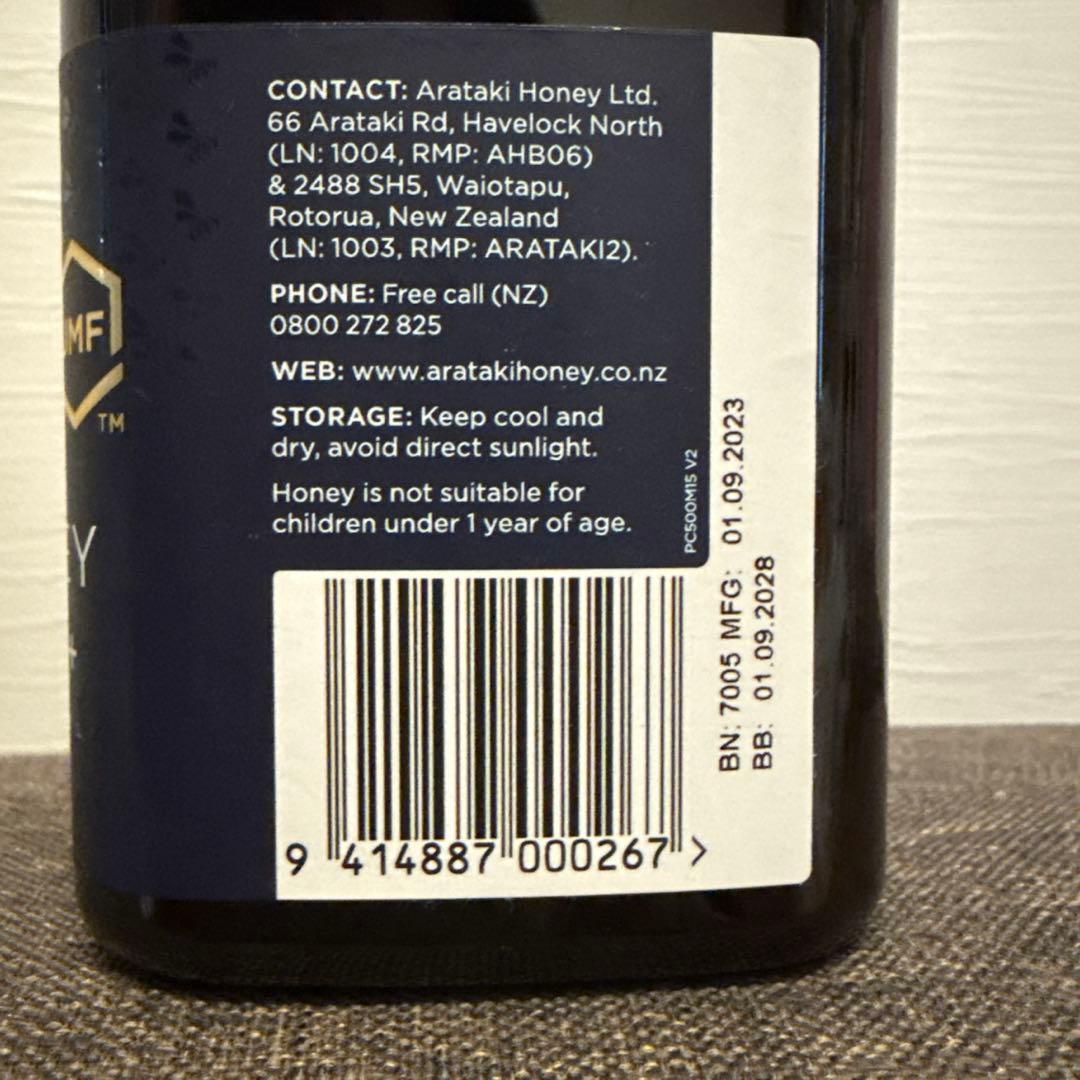 CONTACT: Arataki Honey Ltd.
66 Arataki Rd, Havelock North
(LN: 1004, RMP: AHB06)
& 2488 SH5, Waiotapu,
Rotorua, New Zealand
(LN: 1003, RMP: ARATAKI2).
PHONE: Free call (NZ)
0800 272 825
WEB: www.aratakihoney.co.nz
STORAGE: Keep cool and
dry, avoid direct sunlight.
Honey is not suitable for
children under 1 year of age.
PC500M15 V2
BN: 7005 MFG: 01.09.2023
BB: 01.09.2028
9 414887 000267 >
MF
TM
EY
+